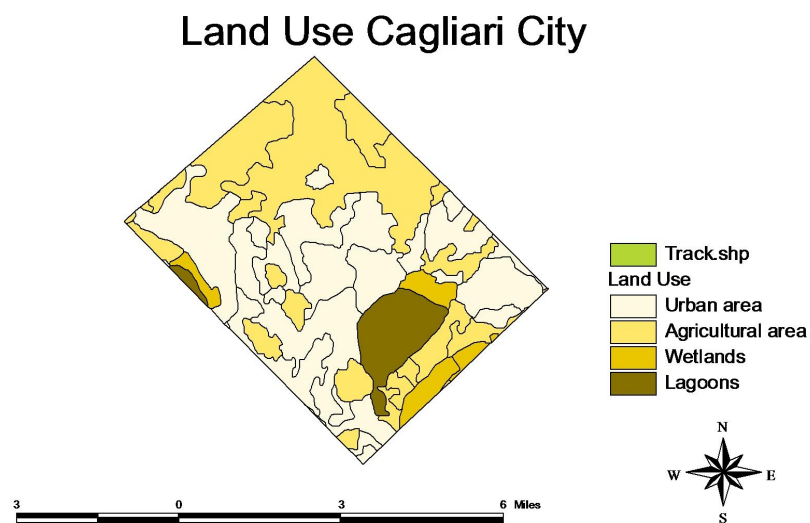 Land Use Cagliari City
Track.shp
Land Use
Urban area
Agricultural area
Wetlands
Lagoons
N
W E
S
3 0 3 6 Miles